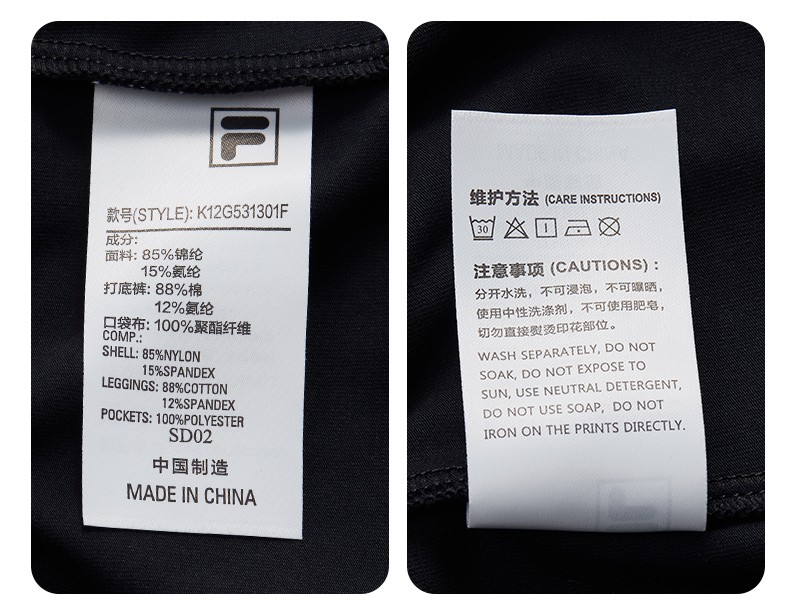 款号(STYLE): K12G531301F
成分:
面料: 85%锦纶
15%氨纶
打底裤: 88%棉
12%氨纶
口袋布: 100%聚酯纤维
COMP.:
SHELL: 85%NYLON
15%SPANDEX
LEGGINGS: 88%COTTON
12%SPANDEX
POCKETS: 100%POLYESTER
SD02
中国制造
MADE IN CHINA
维护方法 (CARE INSTRUCTIONS)
30 1
注意事项 (CAUTIONS) :
分开水洗，不可浸泡，不可曝晒，
使用中性洗涤剂，不可使用肥皂，
切勿直接熨烫印花部位。
WASH SEPARATELY, DO NOT
SOAK, DO NOT EXPOSE TO
SUN, USE NEUTRAL DETERGENT,
DO NOT USE SOAP, DO NOT
IRON ON THE PRINTS DIRECTLY.